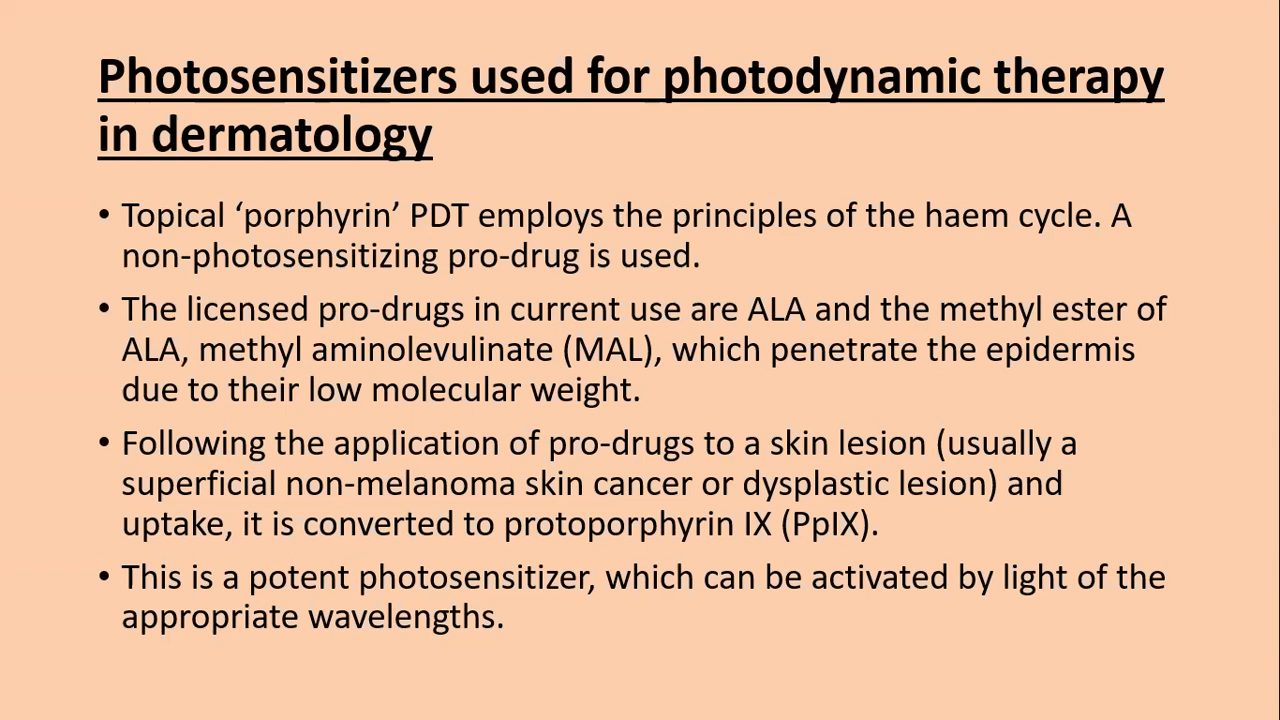 Photosensitizers used for photodynamic therapy
in dermatology
• Topical ‘porphyrin’ PDT employs the principles of the haem cycle. A
non-photosensitizing pro-drug is used.
• The licensed pro-drugs in current use are ALA and the methyl ester of
ALA, methyl aminolevulinate (MAL), which penetrate the epidermis
due to their low molecular weight.
• Following the application of pro-drugs to a skin lesion (usually a
superficial non-melanoma skin cancer or dysplastic lesion) and
uptake, it is converted to protoporphyrin IX (PpIX).
• This is a potent photosensitizer, which can be activated by light of the
appropriate wavelengths.